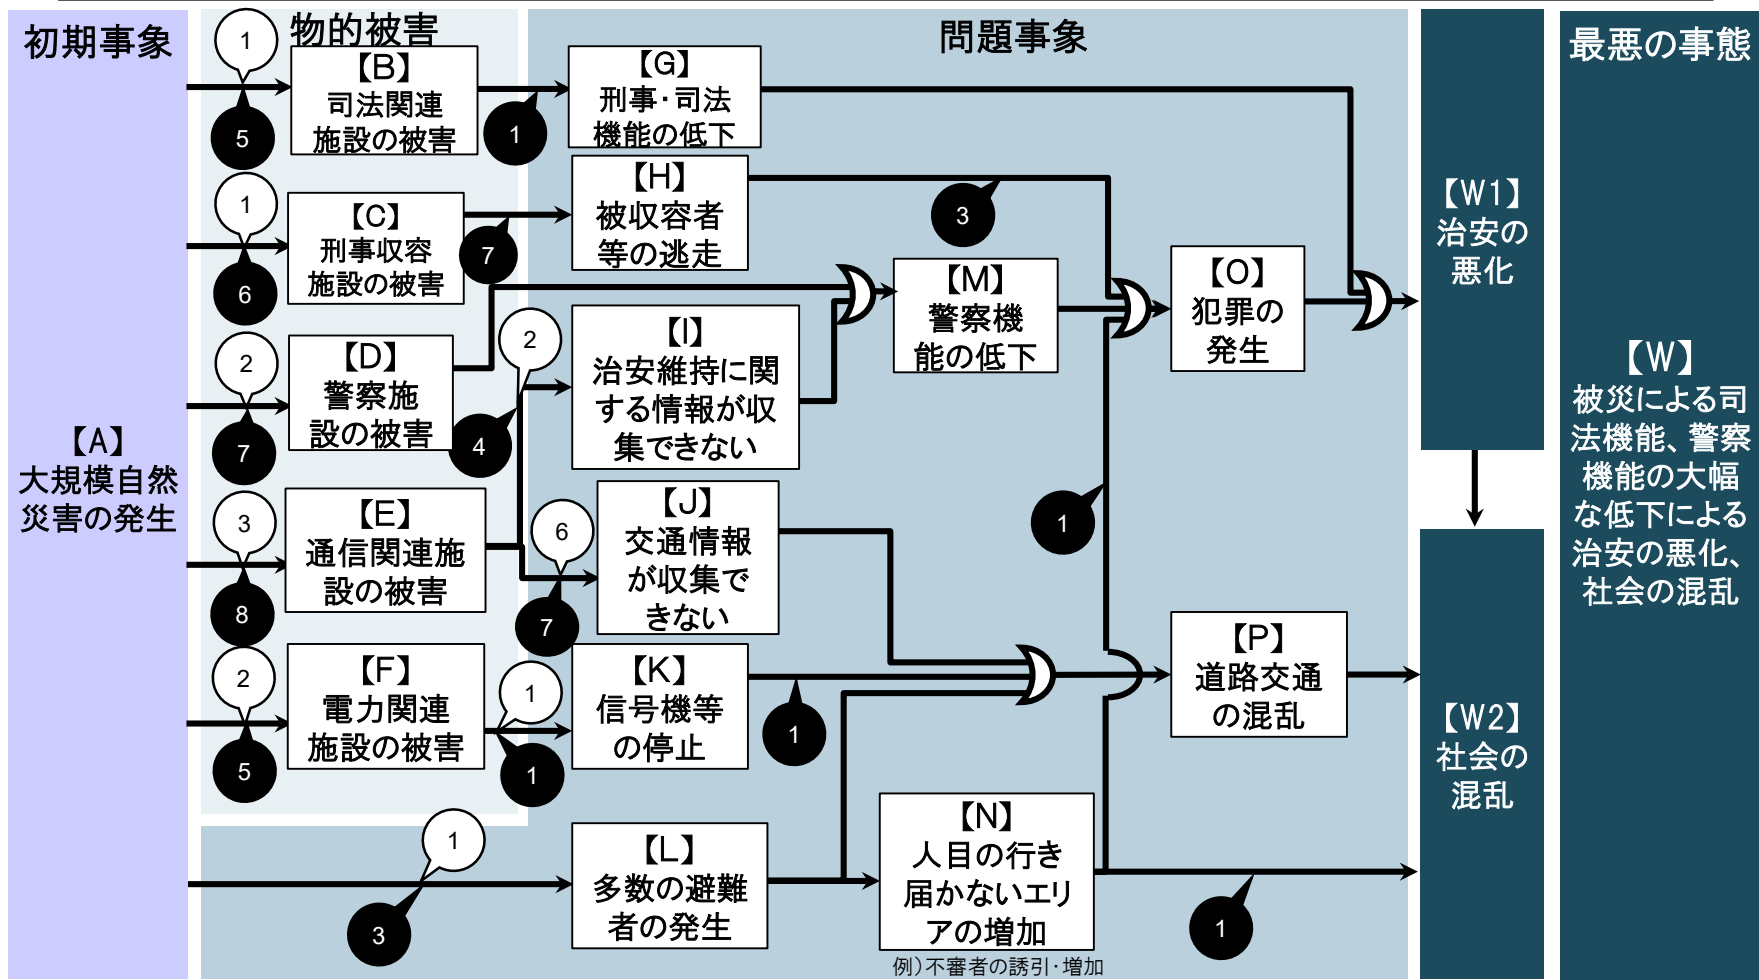 初期事象
物的被害
問題事象
最悪の事態
【A】
大規模自然
災害の発生
1
5
【B】
司法関連
施設の被害
1
【G】
刑事・司法
機能の低下
1
6
【C】
刑事収容
施設の被害
7
【H】
被収容者
等の逃走
3
2
7
【D】
警察施
設の被害
2
4
【I】
治安維持に関
する情報が収
集できない
【M】
警察機
能の低下
【O】
犯罪の
発生
3
8
【E】
通信関連施
設の被害
6
7
【J】
交通情報
が収集で
きない
1
2
5
【F】
電力関連
施設の被害
1
1
【K】
信号機等
の停止
1
【P】
道路交通
の混乱
1
3
【L】
多数の避難
者の発生
【N】
人目の行き
届かないエリ
アの増加
例）不審者の誘引・増加
1
【W1】
治安の
悪化
【W2】
社会の
混乱
【W】
被災による司
法機能、警察
機能の大幅
な低下による
治安の悪化、
社会の混乱